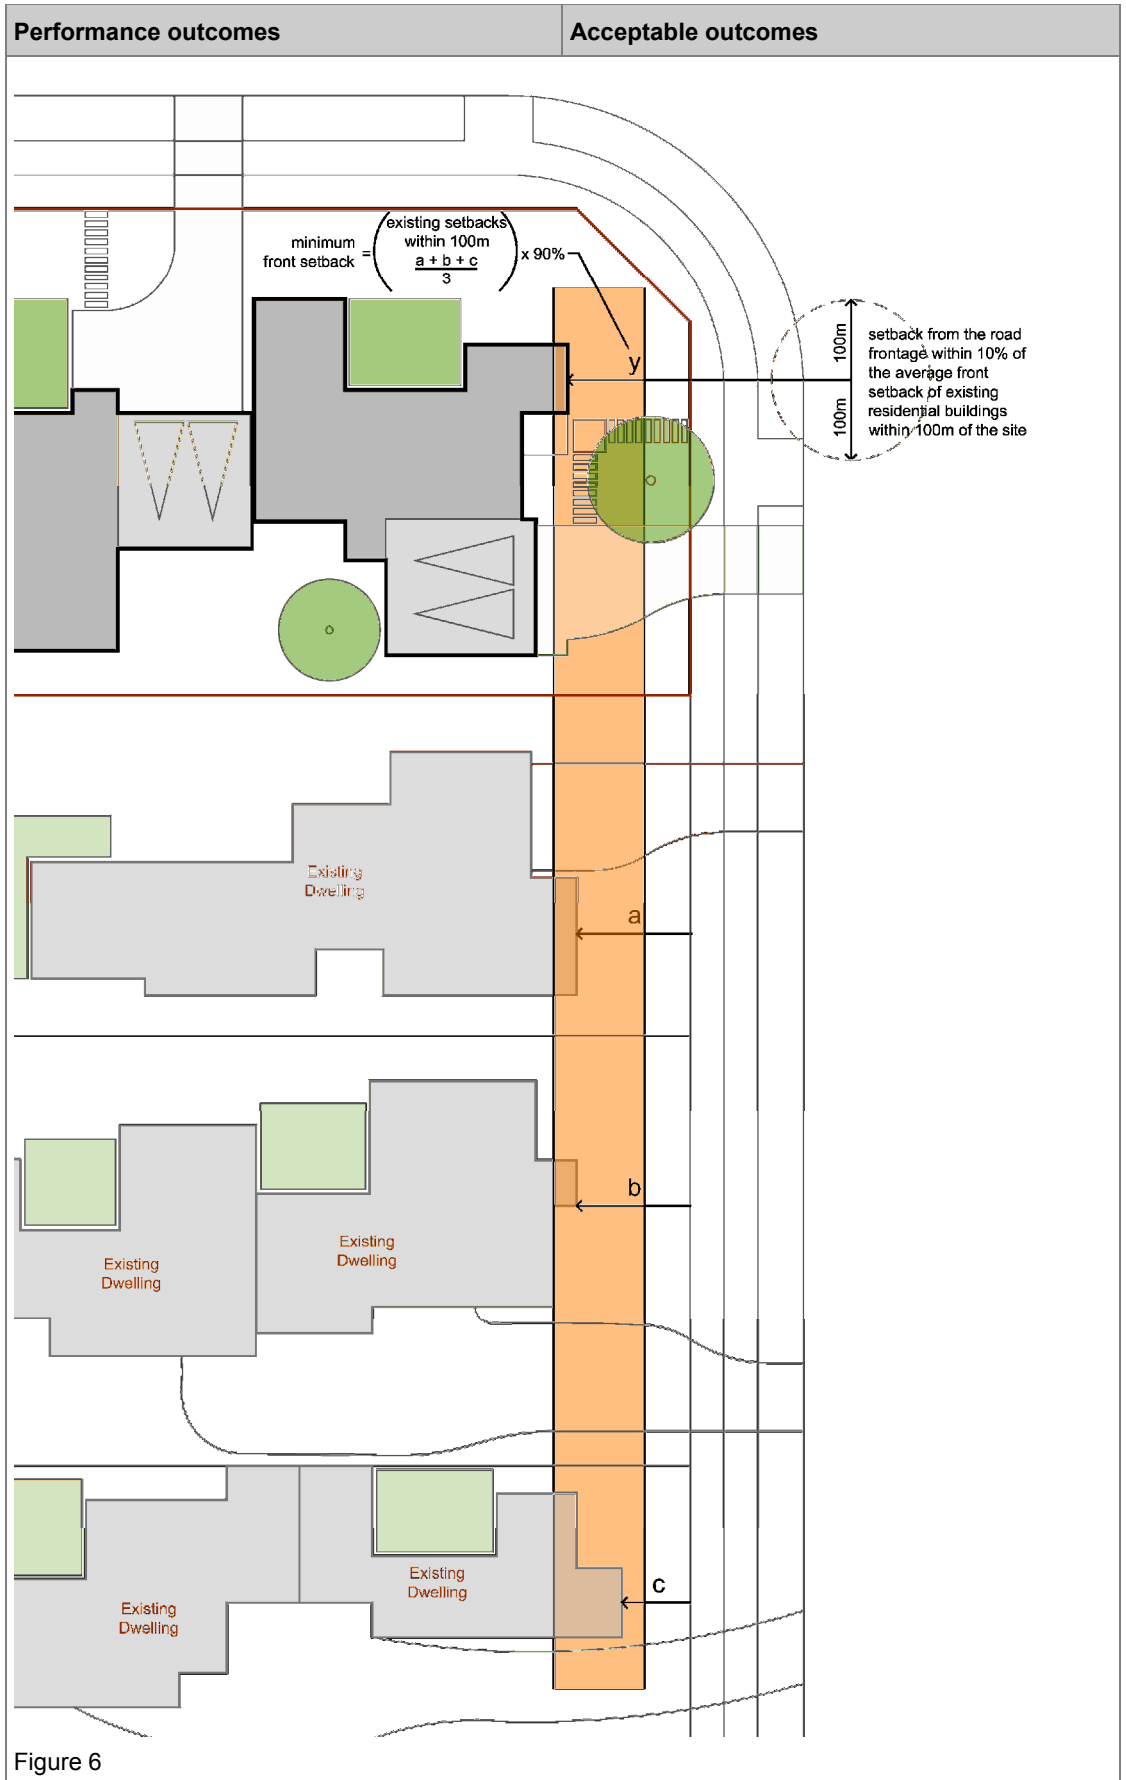 Performance outcomes
Acceptable outcomes
minimum
front setback
=
existing setbacks
within 100m
a + b + c
3
x 90%
y
100m
100m
setback from the road
frontage within 10% of
the average front
setback of existing
residential buildings
within 100m of the site
Existing
Dwelling
a
b
Existing
Dwelling
Existing
Dwelling
Existing
Dwelling
c
Existing
Dwelling
Figure 6